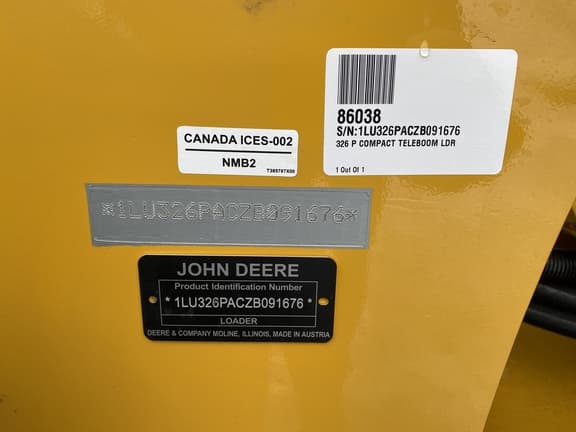 86038
S/N:1LU326PACZB091676
326 P COMPACT TELEBOOM LDR
1 Out Of 1
CANADA ICES-002
NMB2
T365767X00
*1LU326PACZB091676*
JOHN DEERE
Product Identification Number
* 1LU326PACZB091676 *
LOADER
DEERE & COMPANY MOLINE, ILLINOIS, MADE IN AUSTRIA